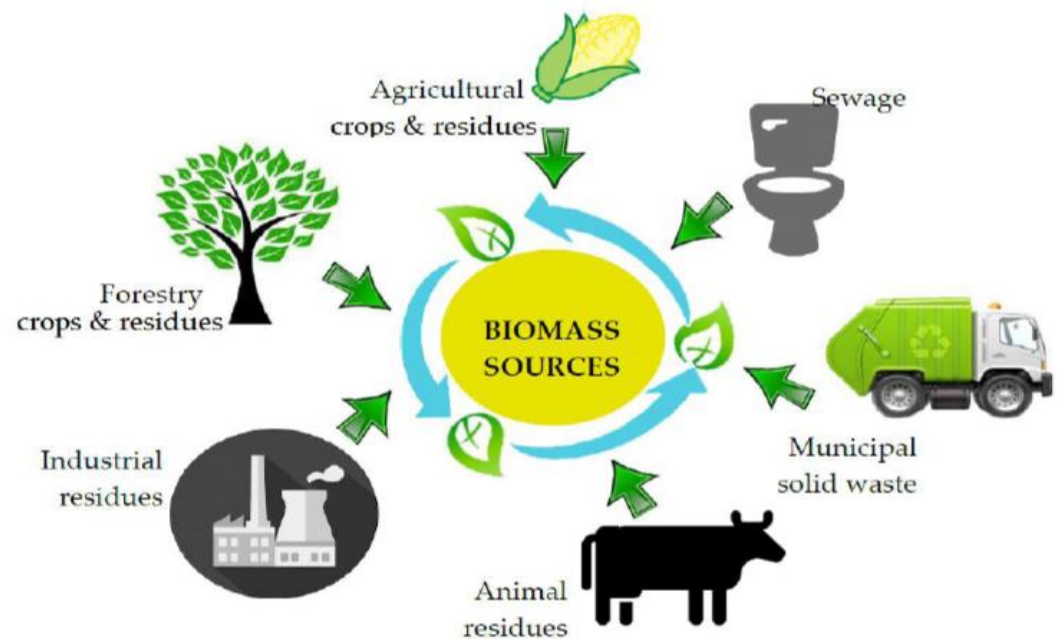 Agricultural
crops & residues
Sewage
Forestry
crops & residues
BIOMASS
SOURCES
Industrial
residues
Municipal
solid waste
Animal
residues